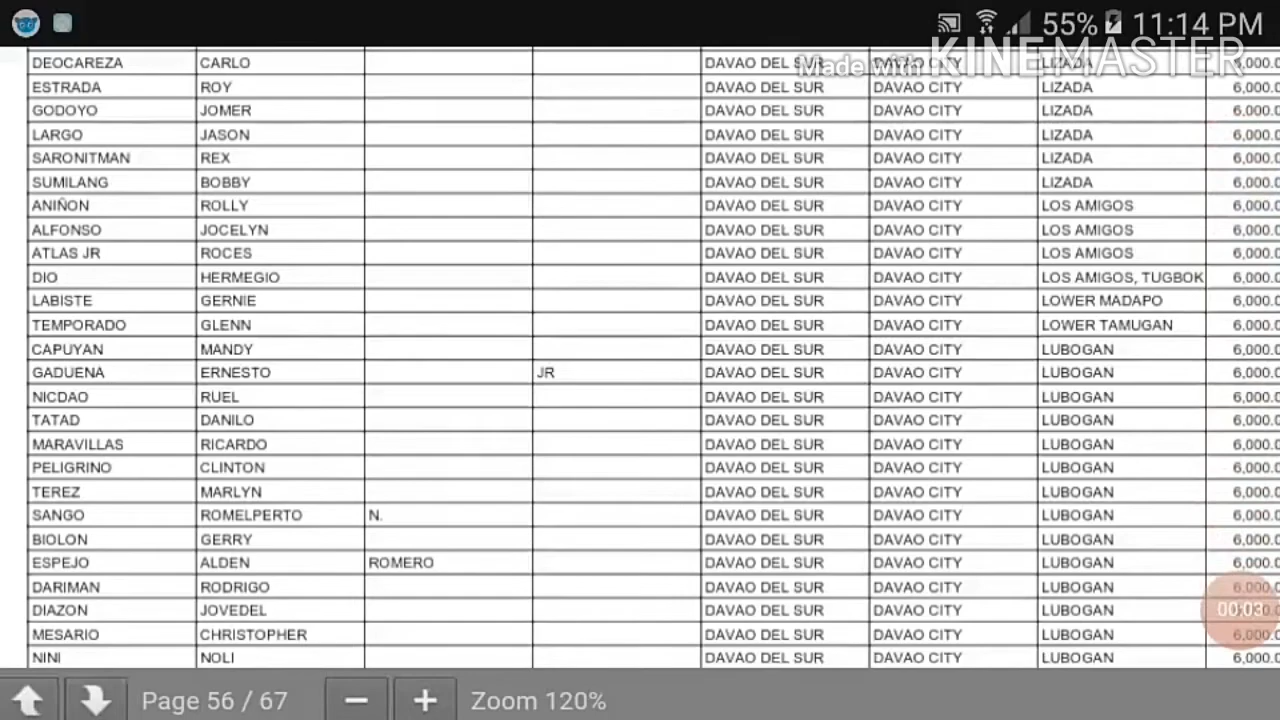 55% 11:14 PM
Made with KINEMASTER
DEOCAREZA CARLO DAVAO DEL SUR DAVAO CITY LIZADA 6,000.0
ESTRADA ROY DAVAO DEL SUR DAVAO CITY LIZADA 6,000.0
GODOYO JOMER DAVAO DEL SUR DAVAO CITY LIZADA 6,000.0
LARGO JASON DAVAO DEL SUR DAVAO CITY LIZADA 6,000.0
SARONITMAN REX DAVAO DEL SUR DAVAO CITY LIZADA 6,000.0
SUMILANG BOBBY DAVAO DEL SUR DAVAO CITY LIZADA 6,000.0
ANIÑON ROLLY DAVAO DEL SUR DAVAO CITY LOS AMIGOS 6,000.0
ALFONSO JOCELYN DAVAO DEL SUR DAVAO CITY LOS AMIGOS 6,000.0
ATLAS JR ROCES DAVAO DEL SUR DAVAO CITY LOS AMIGOS 6,000.0
DIO HERMEGIO DAVAO DEL SUR DAVAO CITY LOS AMIGOS, TUGBOK 6,000.0
LABISTE GERNIE DAVAO DEL SUR DAVAO CITY LOWER MADAPO 6,000.0
TEMPORADO GLENN DAVAO DEL SUR DAVAO CITY LOWER TAMUGAN 6,000.0
CAPUYAN MANDY DAVAO DEL SUR DAVAO CITY LUBOGAN 6,000.0
GADUENA ERNESTO JR DAVAO DEL SUR DAVAO CITY LUBOGAN 6,000.0
NICDAO RUEL DAVAO DEL SUR DAVAO CITY LUBOGAN 6,000.0
TATAD DANILO DAVAO DEL SUR DAVAO CITY LUBOGAN 6,000.0
MARAVILLAS RICARDO DAVAO DEL SUR DAVAO CITY LUBOGAN 6,000.0
PELIGRINO CLINTON DAVAO DEL SUR DAVAO CITY LUBOGAN 6,000.0
TEREZ MARLYN DAVAO DEL SUR DAVAO CITY LUBOGAN 6,000.0
SANGO ROMELPERTO N. DAVAO DEL SUR DAVAO CITY LUBOGAN 6,000.0
BIOLON GERRY DAVAO DEL SUR DAVAO CITY LUBOGAN 6,000.0
ESPEJO ALDEN ROMERO DAVAO DEL SUR DAVAO CITY LUBOGAN 6,000.0
DARIMAN RODRIGO DAVAO DEL SUR DAVAO CITY LUBOGAN 6,000.0
DIAZON JOVEDEL DAVAO DEL SUR DAVAO CITY LUBOGAN 00:03
MESARIO CHRISTOPHER DAVAO DEL SUR DAVAO CITY LUBOGAN 6,000.0
NINI NOLI DAVAO DEL SUR DAVAO CITY LUBOGAN 6,000.0
Page 56 / 67 Zoom 120%